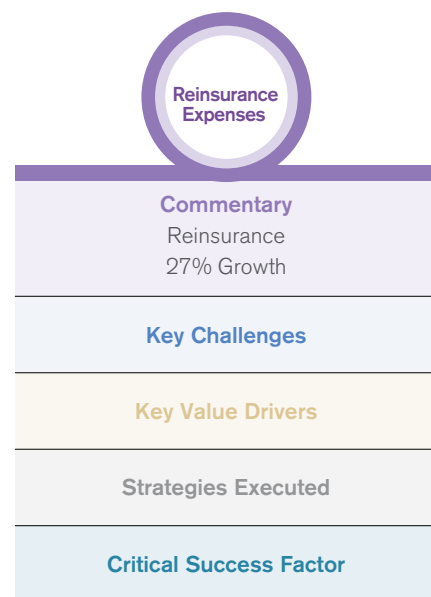 Reinsurance
Expenses
Commentary
Reinsurance
27% Growth
Key Challenges
Key Value Drivers
Strategies Executed
Critical Success Factor